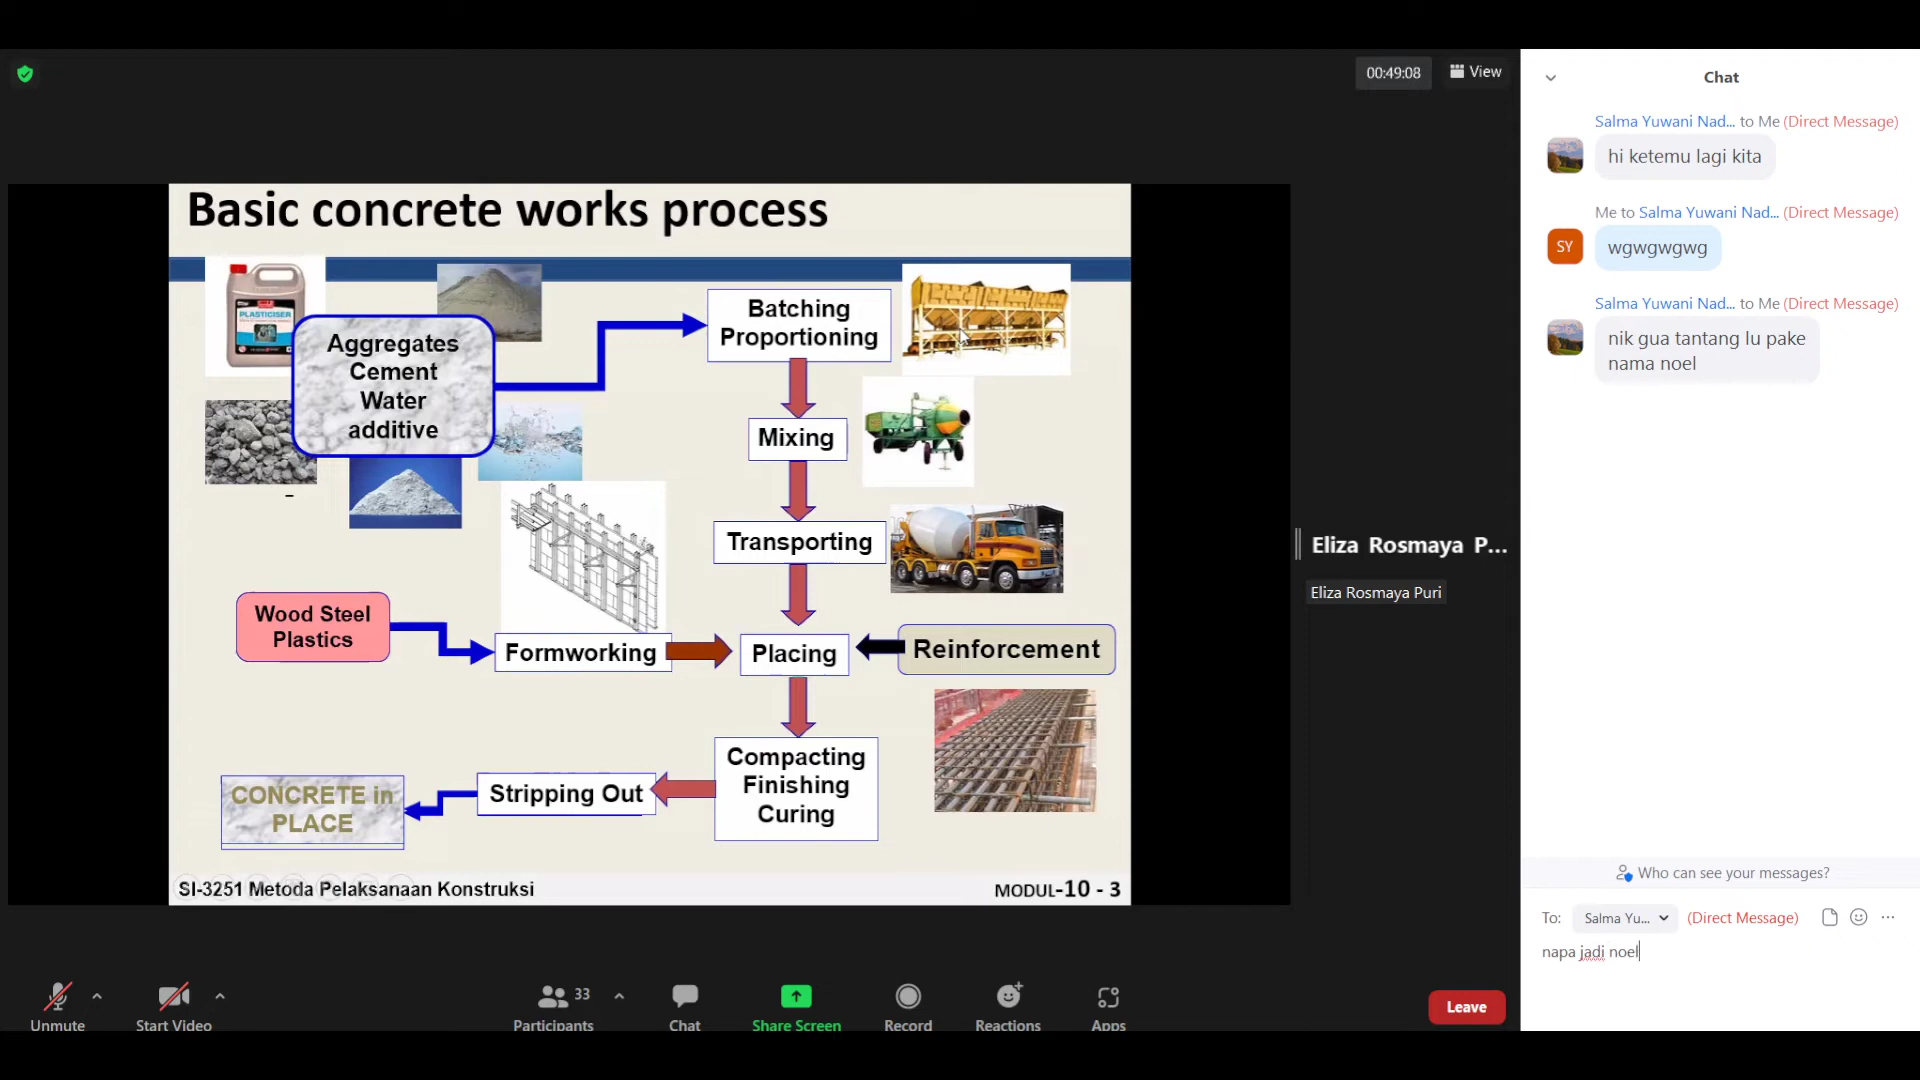 00:49:08
View
Basic concrete works process
PLASTICISER
Aggregates
Cement
Water
additive
Batching
Proportioning
Mixing
Transporting
Wood Steel
Plastics
Formworking
Placing
Reinforcement
Compacting
Finishing
Curing
Stripping Out
CONCRETE in
PLACE
SI-3251 Metoda Pelaksanaan Konstruksi
MODUL-10 - 3
Eliza Rosmaya P...
Eliza Rosmaya Puri
Chat
Salma Yuwani Nad... to Me (Direct Message)
hi ketemu lagi kita
Me to Salma Yuwani Nad... (Direct Message)
SY
wgwgwgwg
Salma Yuwani Nad... to Me (Direct Message)
nik gua tantang lu pake
nama noel
Who can see your messages?
To: Salma Yu... (Direct Message)
napa jadi noel
Unmute
Start Video
33
Participants
Chat
Share Screen
Record
Reactions
Apps
Leave